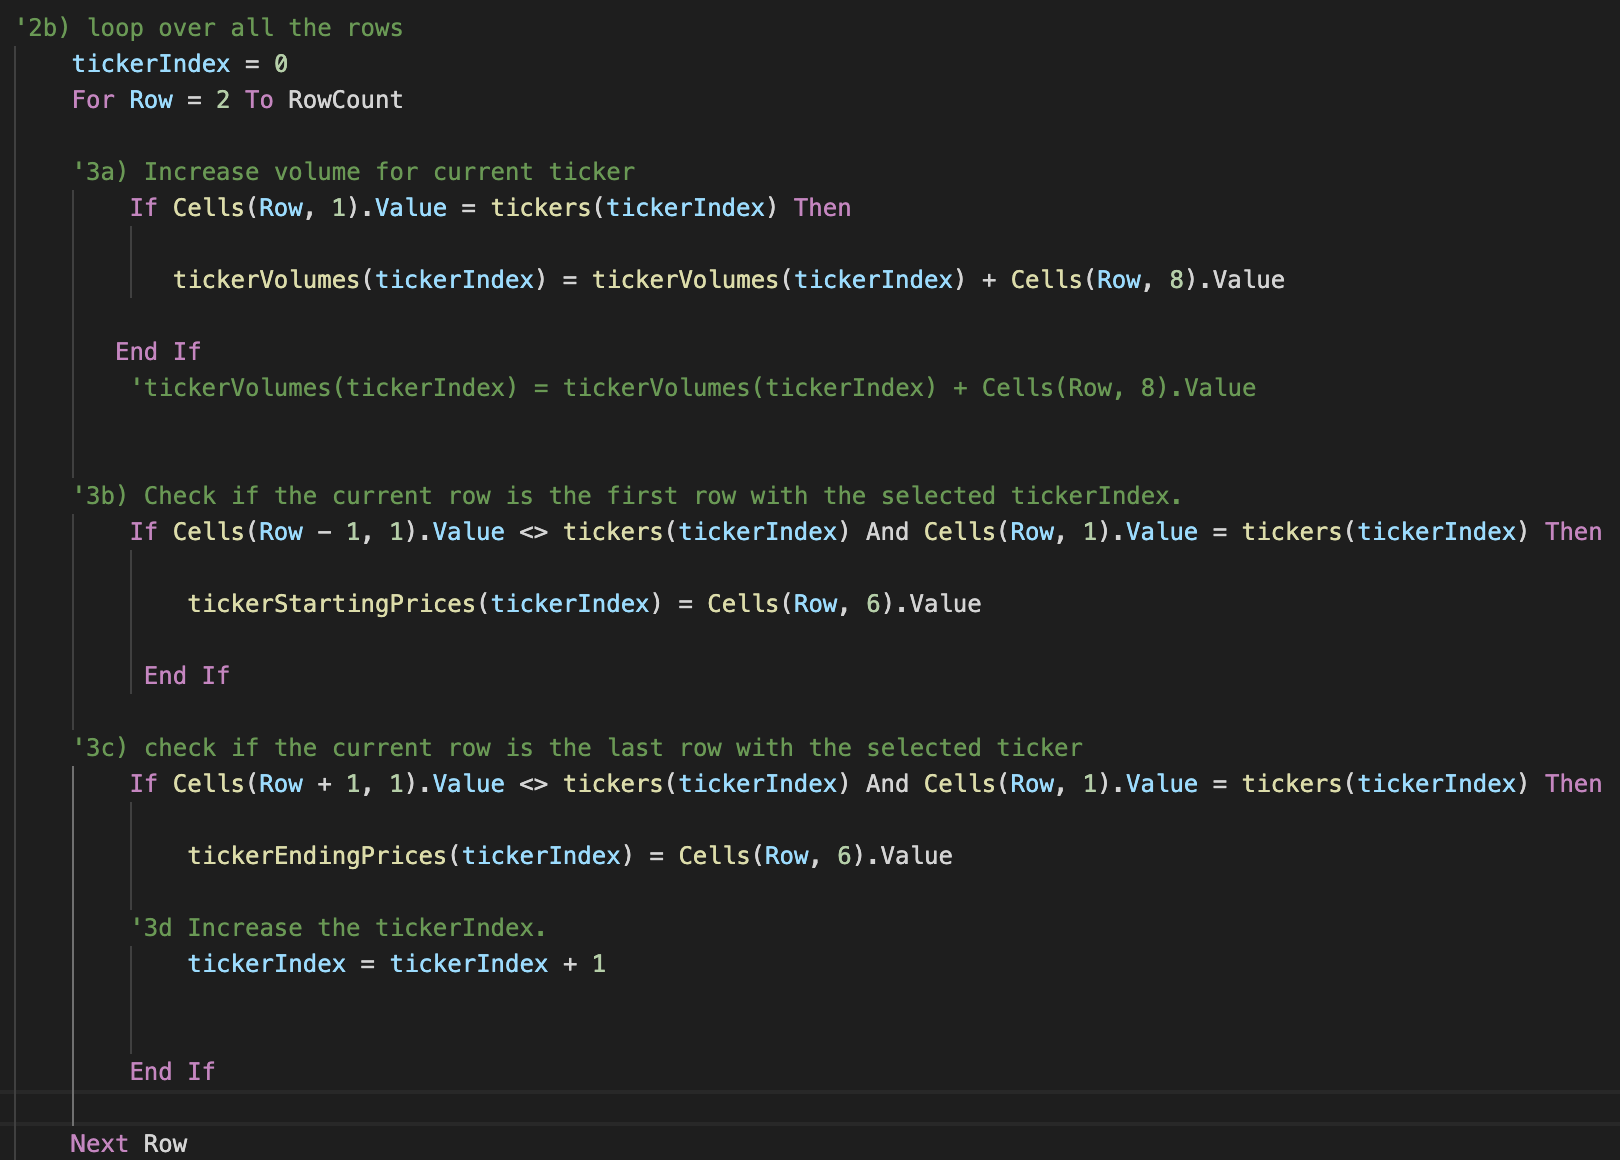 '2b) loop over all the rows
tickerIndex = 0
For Row = 2 To RowCount
'3a) Increase volume for current ticker
If Cells(Row, 1).Value = tickers(tickerIndex) Then
tickerVolumes(tickerIndex) = tickerVolumes(tickerIndex) + Cells(Row, 8).Value
End If
'tickerVolumes(tickerIndex) = tickerVolumes(tickerIndex) + Cells(Row, 8).Value
'3b) Check if the current row is the first row with the selected tickerIndex.
If Cells(Row - 1, 1).Value <> tickers(tickerIndex) And Cells(Row, 1).Value = tickers(tickerIndex) Then
tickerStartingPrices(tickerIndex) = Cells(Row, 6).Value
End If
'3c) check if the current row is the last row with the selected ticker
If Cells(Row + 1, 1).Value <> tickers(tickerIndex) And Cells(Row, 1).Value = tickers(tickerIndex) Then
tickerEndingPrices(tickerIndex) = Cells(Row, 6).Value
'3d Increase the tickerIndex.
tickerIndex = tickerIndex + 1
End If
Next Row